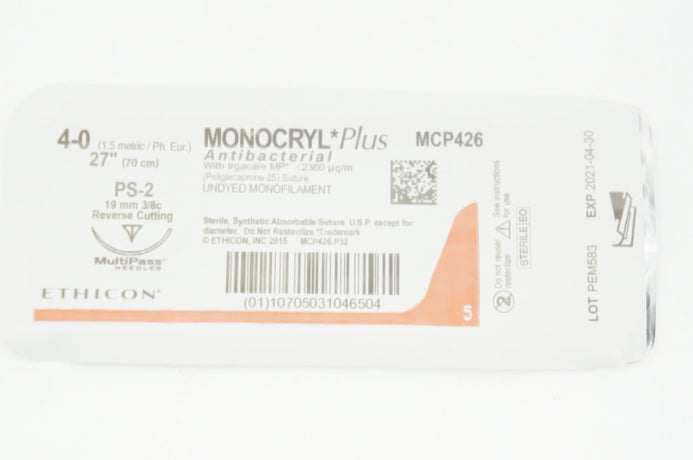 4-0 (1.5 metric / Ph. Eur.)
27" (70 cm)
PS-2
19 mm 3/8c
Reverse Cutting
MultiPass*
NEEDLES
ETHICON*
MONOCRYL* Plus MCP426
Antibacterial
With Irgacare MP* ≤2360 µg/m
(Poliglecaprone 25) Suture
UNDYED MONOFILAMENT
Sterile, Synthetic Absorbable Suture. U.S.P. except for
diameter. Do Not Resterilize *Trademark
© ETHICON, INC 2015 MCP426.P32
(01)10705031046504
5
2 Do not reuse/
resterilize
See instructions
for use
STERILE EO
LOT PEM583 EXP 2021-04-30